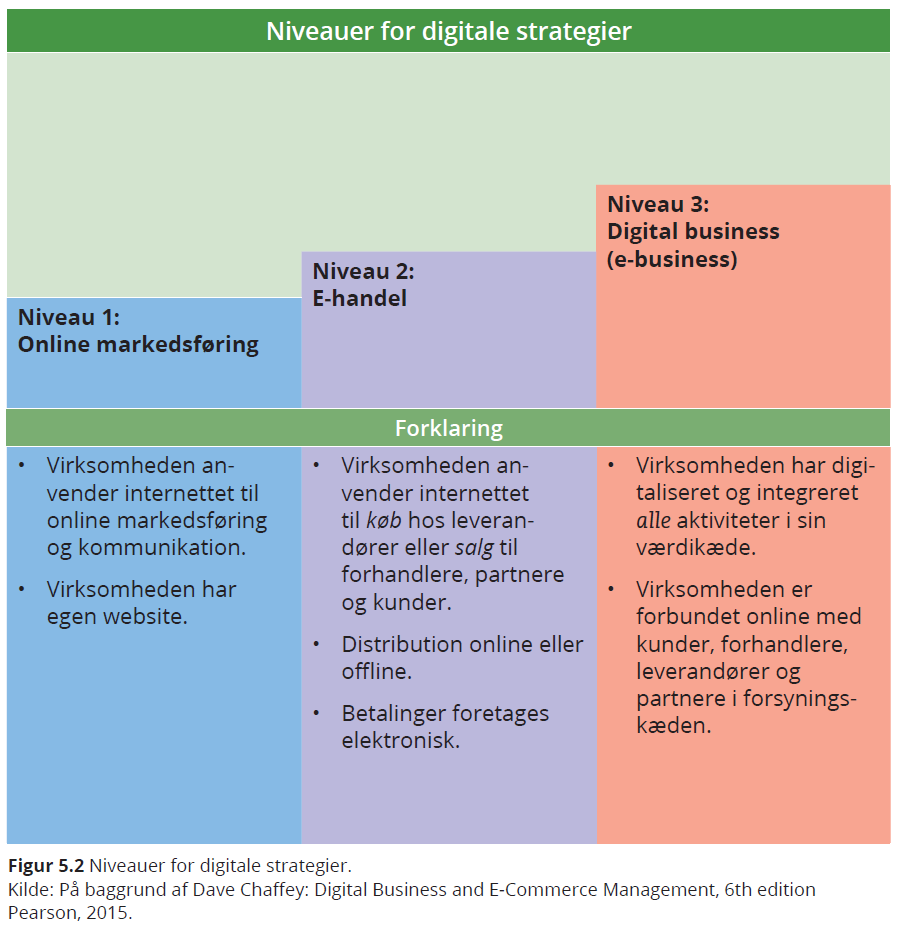 Niveauer for digitale strategier
Niveau 3:
Digital business
(e-business)
Niveau 2:
E-handel
Niveau 1:
Online markedsføring
Forklaring
• Virksomheden an-
vender internettet til
online markedsføring
og kommunikation.
• Virksomheden har
egen website.
• Virksomheden an-
vender internettet
til køb hos leveran-
dører eller salg til
forhandlere, partnere
og kunder.
• Distribution online eller
offline.
• Betalinger foretages
elektronisk.
• Virksomheden har digi-
taliseret og integreret
alle aktiviteter i sin
værdikæde.
• Virksomheden er
forbundet online med
kunder, forhandlere,
leverandører og
partnere i forsynings-
kæden.
Figur 5.2 Niveauer for digitale strategier.
Kilde: På baggrund af Dave Chaffey: Digital Business and E-Commerce Management, 6th edition
Pearson, 2015.